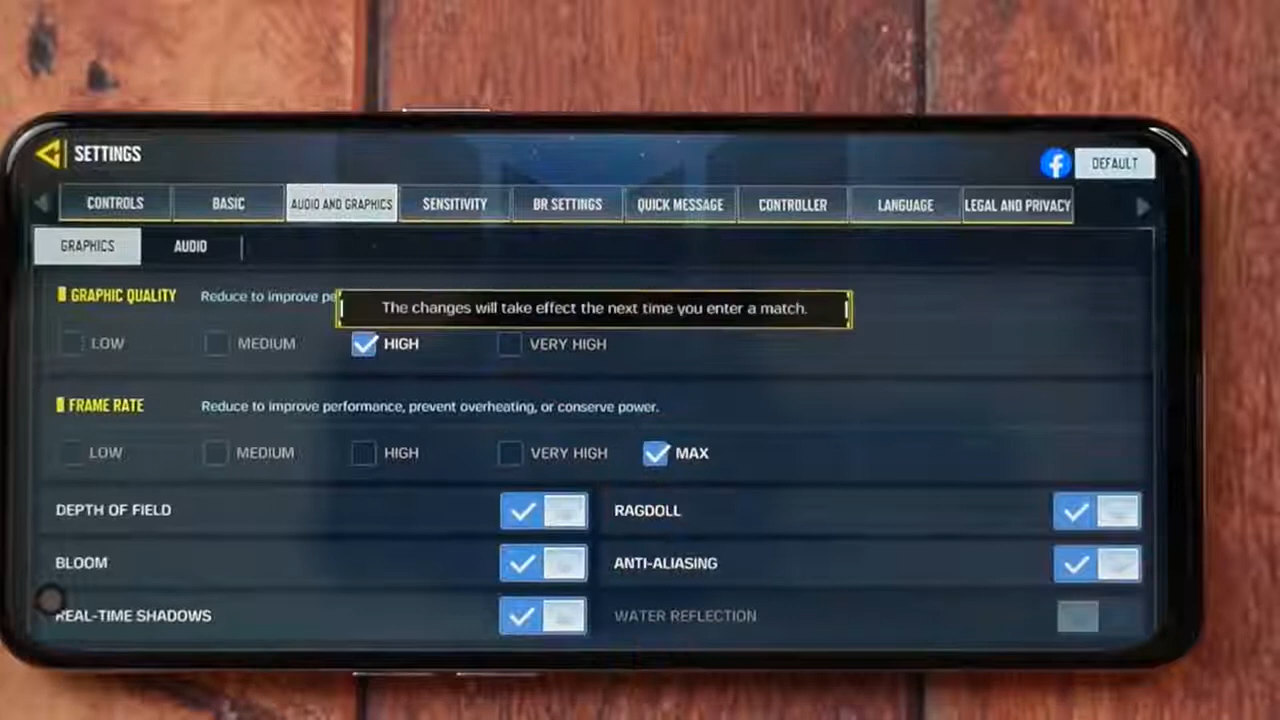 SETTINGS
DEFAULT
CONTROLS BASIC AUDIO AND GRAPHICS SENSITIVITY BR SETTINGS QUICK MESSAGE CONTROLLER LANGUAGE LEGAL AND PRIVACY
GRAPHICS AUDIO
GRAPHIC QUALITY Reduce to improve
The changes will take effect the next time you enter a match.
LOW MEDIUM HIGH VERY HIGH
FRAME RATE Reduce to improve performance, prevent overheating, or conserve power.
LOW MEDIUM HIGH VERY HIGH MAX
DEPTH OF FIELD RAGDOLL
BLOOM ANTI-ALIASING
REAL-TIME SHADOWS WATER REFLECTION